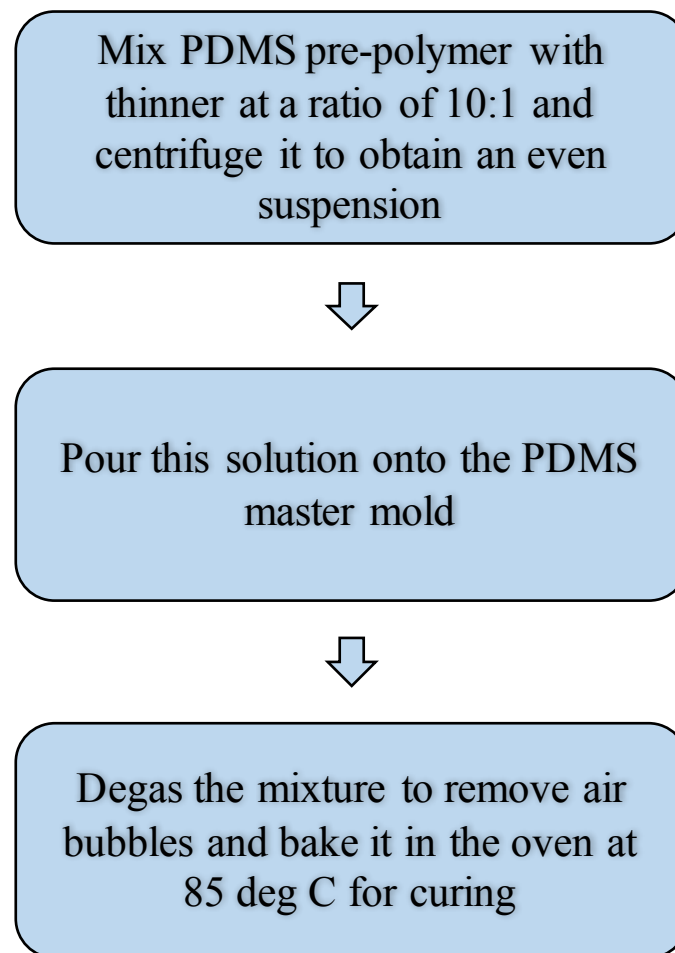 Mix PDMS pre-polymer with
thinner at a ratio of 10:1 and
centrifuge it to obtain an even
suspension
Pour this solution onto the PDMS
master mold
Degas the mixture to remove air
bubbles and bake it in the oven at
85 deg C for curing